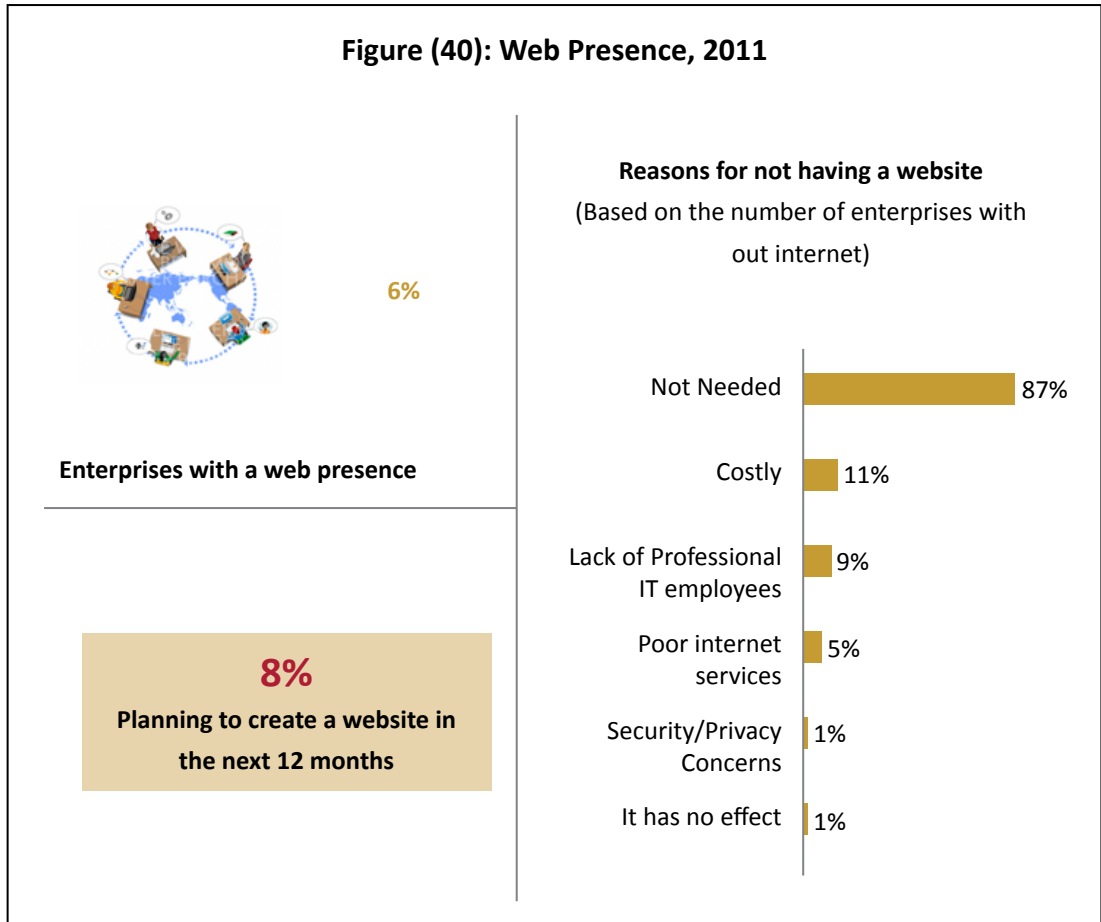 Figure (40): Web Presence, 2011
6%
Enterprises with a web presence
8%
Planning to create a website in
the next 12 months
Reasons for not having a website
(Based on the number of enterprises with
out internet)
Not Needed
87%
Costly
11%
Lack of Professional
IT employees
9%
Poor internet
services
5%
Security/Privacy
Concerns
1%
It has no effect
1%